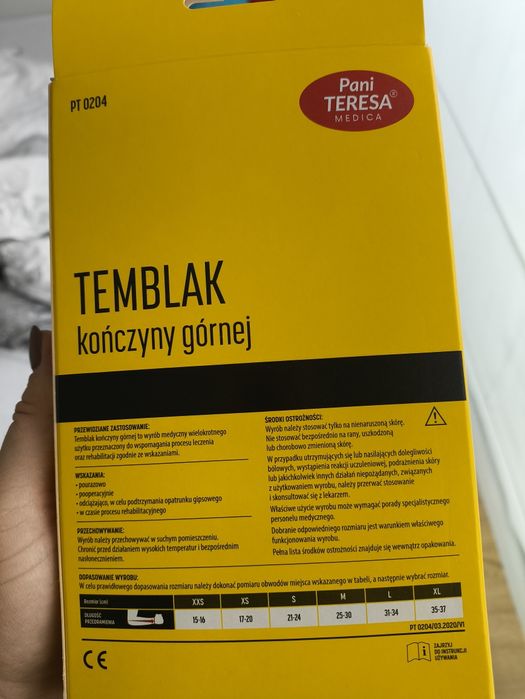 PT 0204
Pani
TERESA®
MEDICA
TEMBLAK
kończyny górnej
PRZEWIDZIANE ZASTOSOWANIE:
Temblak kończyny górnej to wyrób medyczny wielokrotnego
użytku przeznaczony do wspomagania procesu leczenia
oraz rehabilitacji zgodnie ze wskazaniami.
WSKAZANIA:
• pourazowo
• pooperacyjnie
• odciążająco, w celu podtrzymania opatrunku gipsowego
• w czasie procesu rehabilitacyjnego
PRZECHOWYWANIE:
Wyrób należy przechowywać w suchym pomieszczeniu.
Chronić przed działaniem wysokich temperatur i bezpośrednim
nasłonecznieniem.
ŚRODKI OSTROŻNOŚCI:
Wyrób należy stosować tylko na nienaruszoną skórę.
Nie stosować bezpośrednio na rany, uszkodzoną
lub chorobowo zmienioną skórę.
W przypadku utrzymujących się lub nasilających dolegliwości
bólowych, wystąpienia reakcji uczuleniowej, podrażnienia skóry
lub jakichkolwiek innych działań niepożądanych, związanych
z użytkowaniem wyrobu, należy przerwać stosowanie
i skonsultować się z lekarzem.
Właściwe użycie wyrobu może wymagać porady specjalistycznego
personelu medycznego.
Dobranie odpowiedniego rozmiaru jest warunkiem właściwego
funkcjonowania wyrobu.
Pełna lista środków ostrożności znajduje się wewnątrz opakowania.
DOPASOWANIE WYROBU:
W celu prawidłowego dopasowania rozmiaru należy dokonać pomiaru obwodów miejsca wskazanego w tabeli, a następnie wybrać rozmiar.
Rozmiar (cm) XXS XS S M L XL
DŁUGOŚĆ
PRZEDRAMIENIA 15-16 17-20 21-24 25-30 31-34 35-37
PT 0204/03.2020/V1
CE
ZAJRZYJ
DO INSTRUKCJI
UŻYWANIA